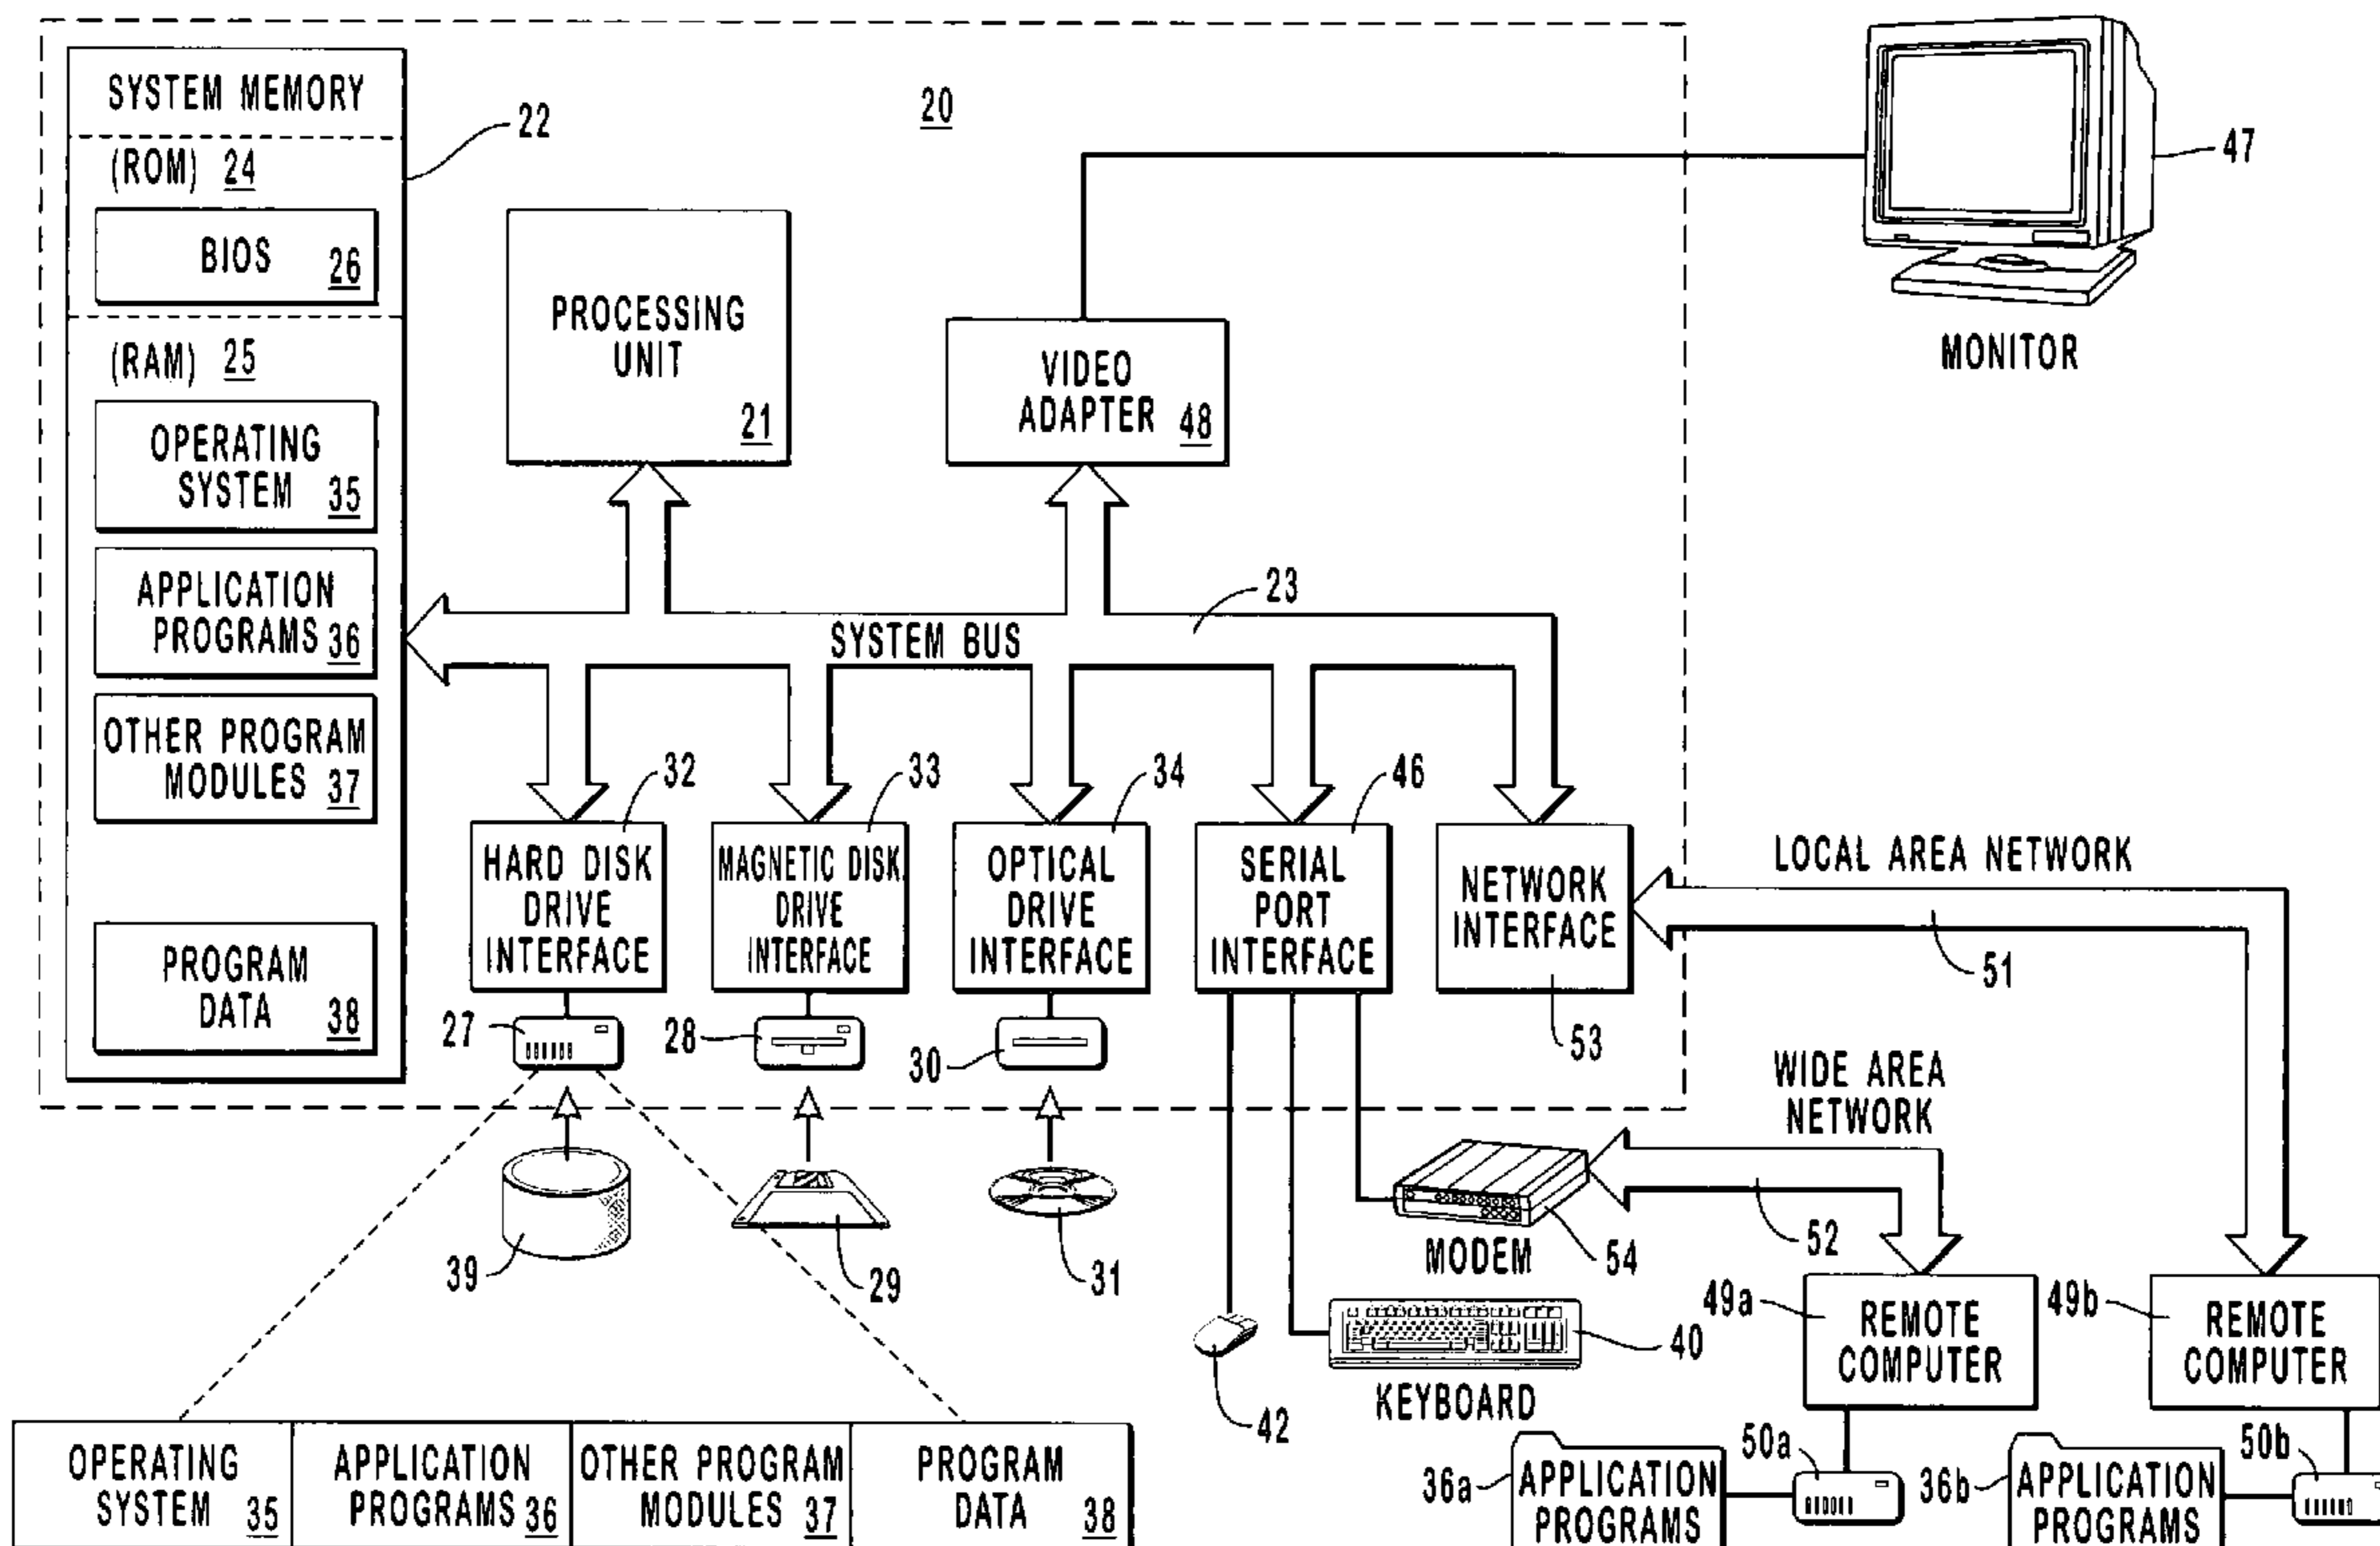 SYSTEM MEMORY
(ROM) 24
BIOS 26
(RAM) 25
OPERATING
SYSTEM 35
APPLICATION
PROGRAMS 36
OTHER PROGRAM
MODULES 37
PROGRAM
DATA 38
22
20
PROCESSING
UNIT
21
VIDEO
ADAPTER 48
47
MONITOR
23
SYSTEM BUS
32
HARD DISK
DRIVE
INTERFACE
33
MAGNETIC DISK
DRIVE
INTERFACE
34
OPTICAL
DRIVE
INTERFACE
46
SERIAL
PORT
INTERFACE
NETWORK
INTERFACE
53
LOCAL AREA NETWORK
51
27
28
30
WIDE AREA
NETWORK
52
39
29
31
MODEM
54
42
40
KEYBOARD
49a
REMOTE
COMPUTER
49b
REMOTE
COMPUTER
OPERATING
SYSTEM 35
APPLICATION
PROGRAMS 36
OTHER PROGRAM
MODULES 37
PROGRAM
DATA 38
36a
APPLICATION
PROGRAMS
50a
36b
APPLICATION
PROGRAMS
50b